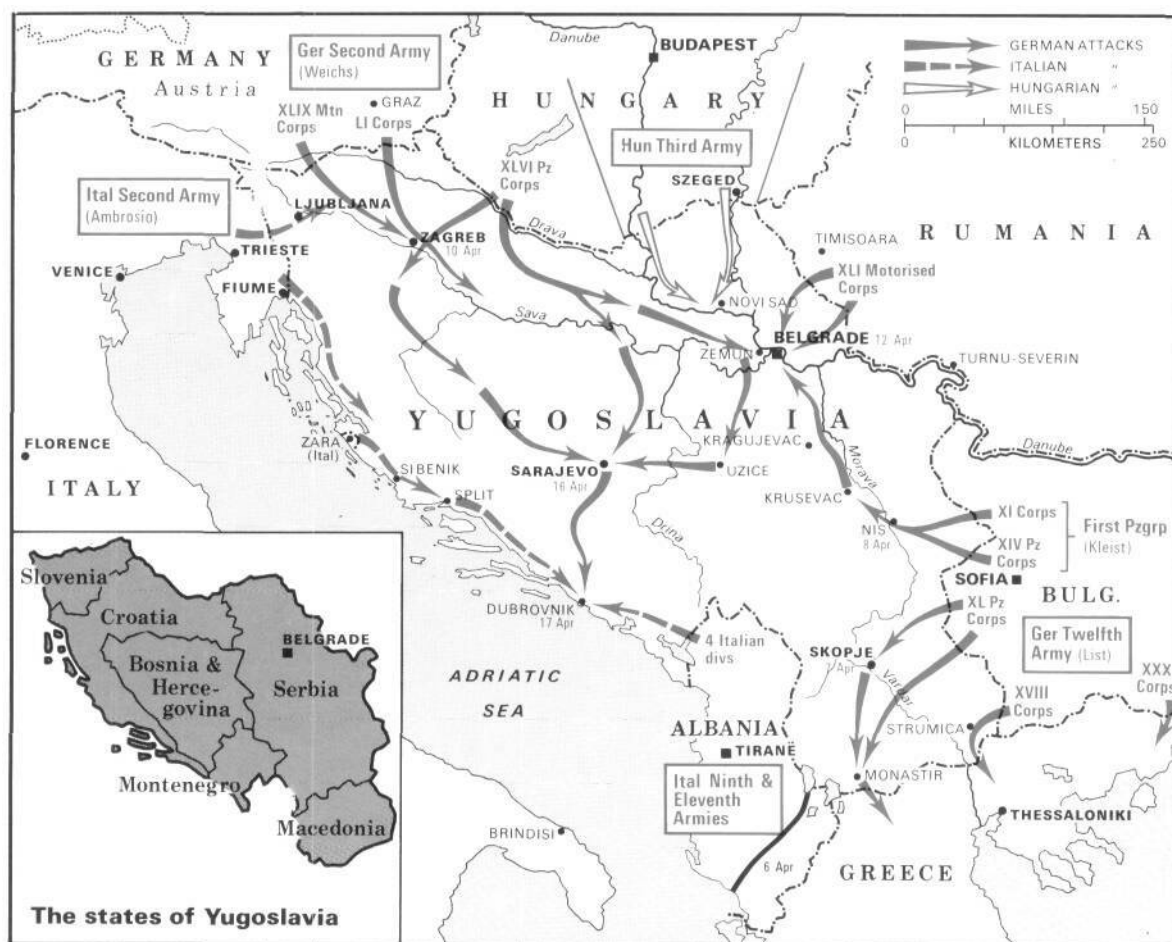 GERMANY
Austria
Ger Second Army
(Weichs)
GRAZ
XLIX Mtn
Corps
LI Corps
Danube
BUDAPEST
HUNGARY
Hun Third Army
SZEGED
XLVI Pz
Corps
GERMAN ATTACKS
ITALIAN "
HUNGARIAN "
0 MILES 150
0 KILOMETERS 250
Ital Second Army
(Ambrosio)
LJUBLJANA
TRIESTE
VENICE
FIUME
ZAGREB
10 Apr
Drava
Sava
RUMANIA
TIMISOARA
XLI Motorised
Corps
NOVI SAD
BELGRADE 12 Apr
ZEMUN
TURNU-SEVERIN
Danube
YUGOSLAVIA
FLORENCE
ITALY
ZARA
(Ital)
SIBENIK
SPLIT
SARAJEVO
16 Apr
KRAGUJEVAC
UZICE
Morava
KRUSEVAC
Drina
NIS
8 Apr
XI Corps
XIV Pz
Corps
First Pzgrp
(Kleist)
SOFIA
BULG.
XL Pz
Corps
Ger Twelfth
Army (List)
DUBROVNIK
17 Apr
4 Italian
divs
SKOPJE
7 Apr
Vardar
XVIII
Corps
XXX
Corps
STRUMICA
ADRIATIC
SEA
ALBANIA
TIRANË
Ital Ninth &
Eleventh
Armies
MONASTIR
THESSALONIKI
BRINDISI
6 Apr
GREECE
Slovenia
Croatia
BELGRADE
Bosnia &
Herce-
govina
Serbia
Montenegro
Macedonia
The states of Yugoslavia